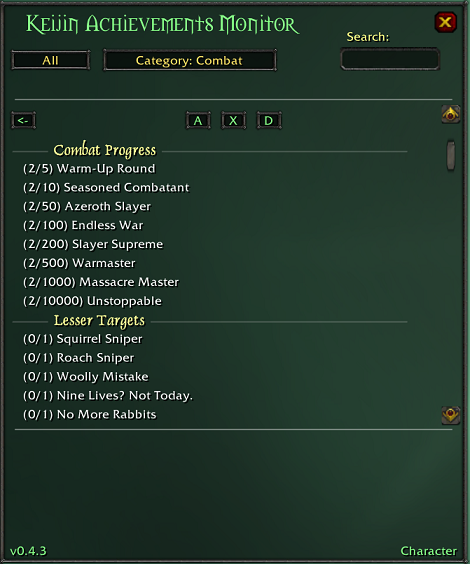 Keijin Achievements Monitor
Search:
All
Category: Combat
<-
A
X
D
Combat Progress
(2/5) Warm-Up Round
(2/10) Seasoned Combatant
(2/50) Azeroth Slayer
(2/100) Endless War
(2/200) Slayer Supreme
(2/500) Warmaster
(2/1000) Massacre Master
(2/10000) Unstoppable
Lesser Targets
(0/1) Squirrel Sniper
(0/1) Roach Sniper
(0/1) Woolly Mistake
(0/1) Nine Lives? Not Today.
(0/1) No More Rabbits
v0.4.3
Character